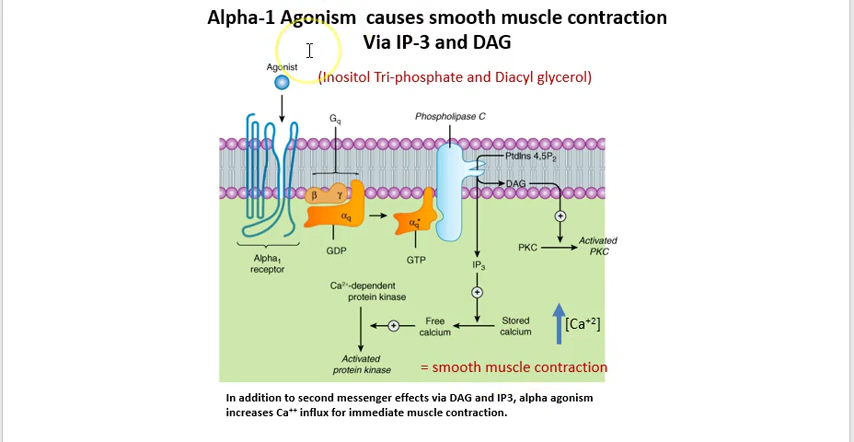 Alpha-1 Agonism causes smooth muscle contraction
Via IP-3 and DAG
Agonist
(Inositol Tri-phosphate and Diacyl glycerol)
Gq
Phospholipase C
PtdIns 4,5P₂
DAG
β
γ
αq
αq*
+
PKC
Activated
PKC
GDP
GTP
Alpha₁
receptor
IP₃
Ca²⁺-dependent
protein kinase
+
Free
calcium
Stored
calcium
+
[Ca⁺²]
Activated
protein kinase
= smooth muscle contraction
In addition to second messenger effects via DAG and IP3, alpha agonism
increases Ca⁺⁺ influx for immediate muscle contraction.